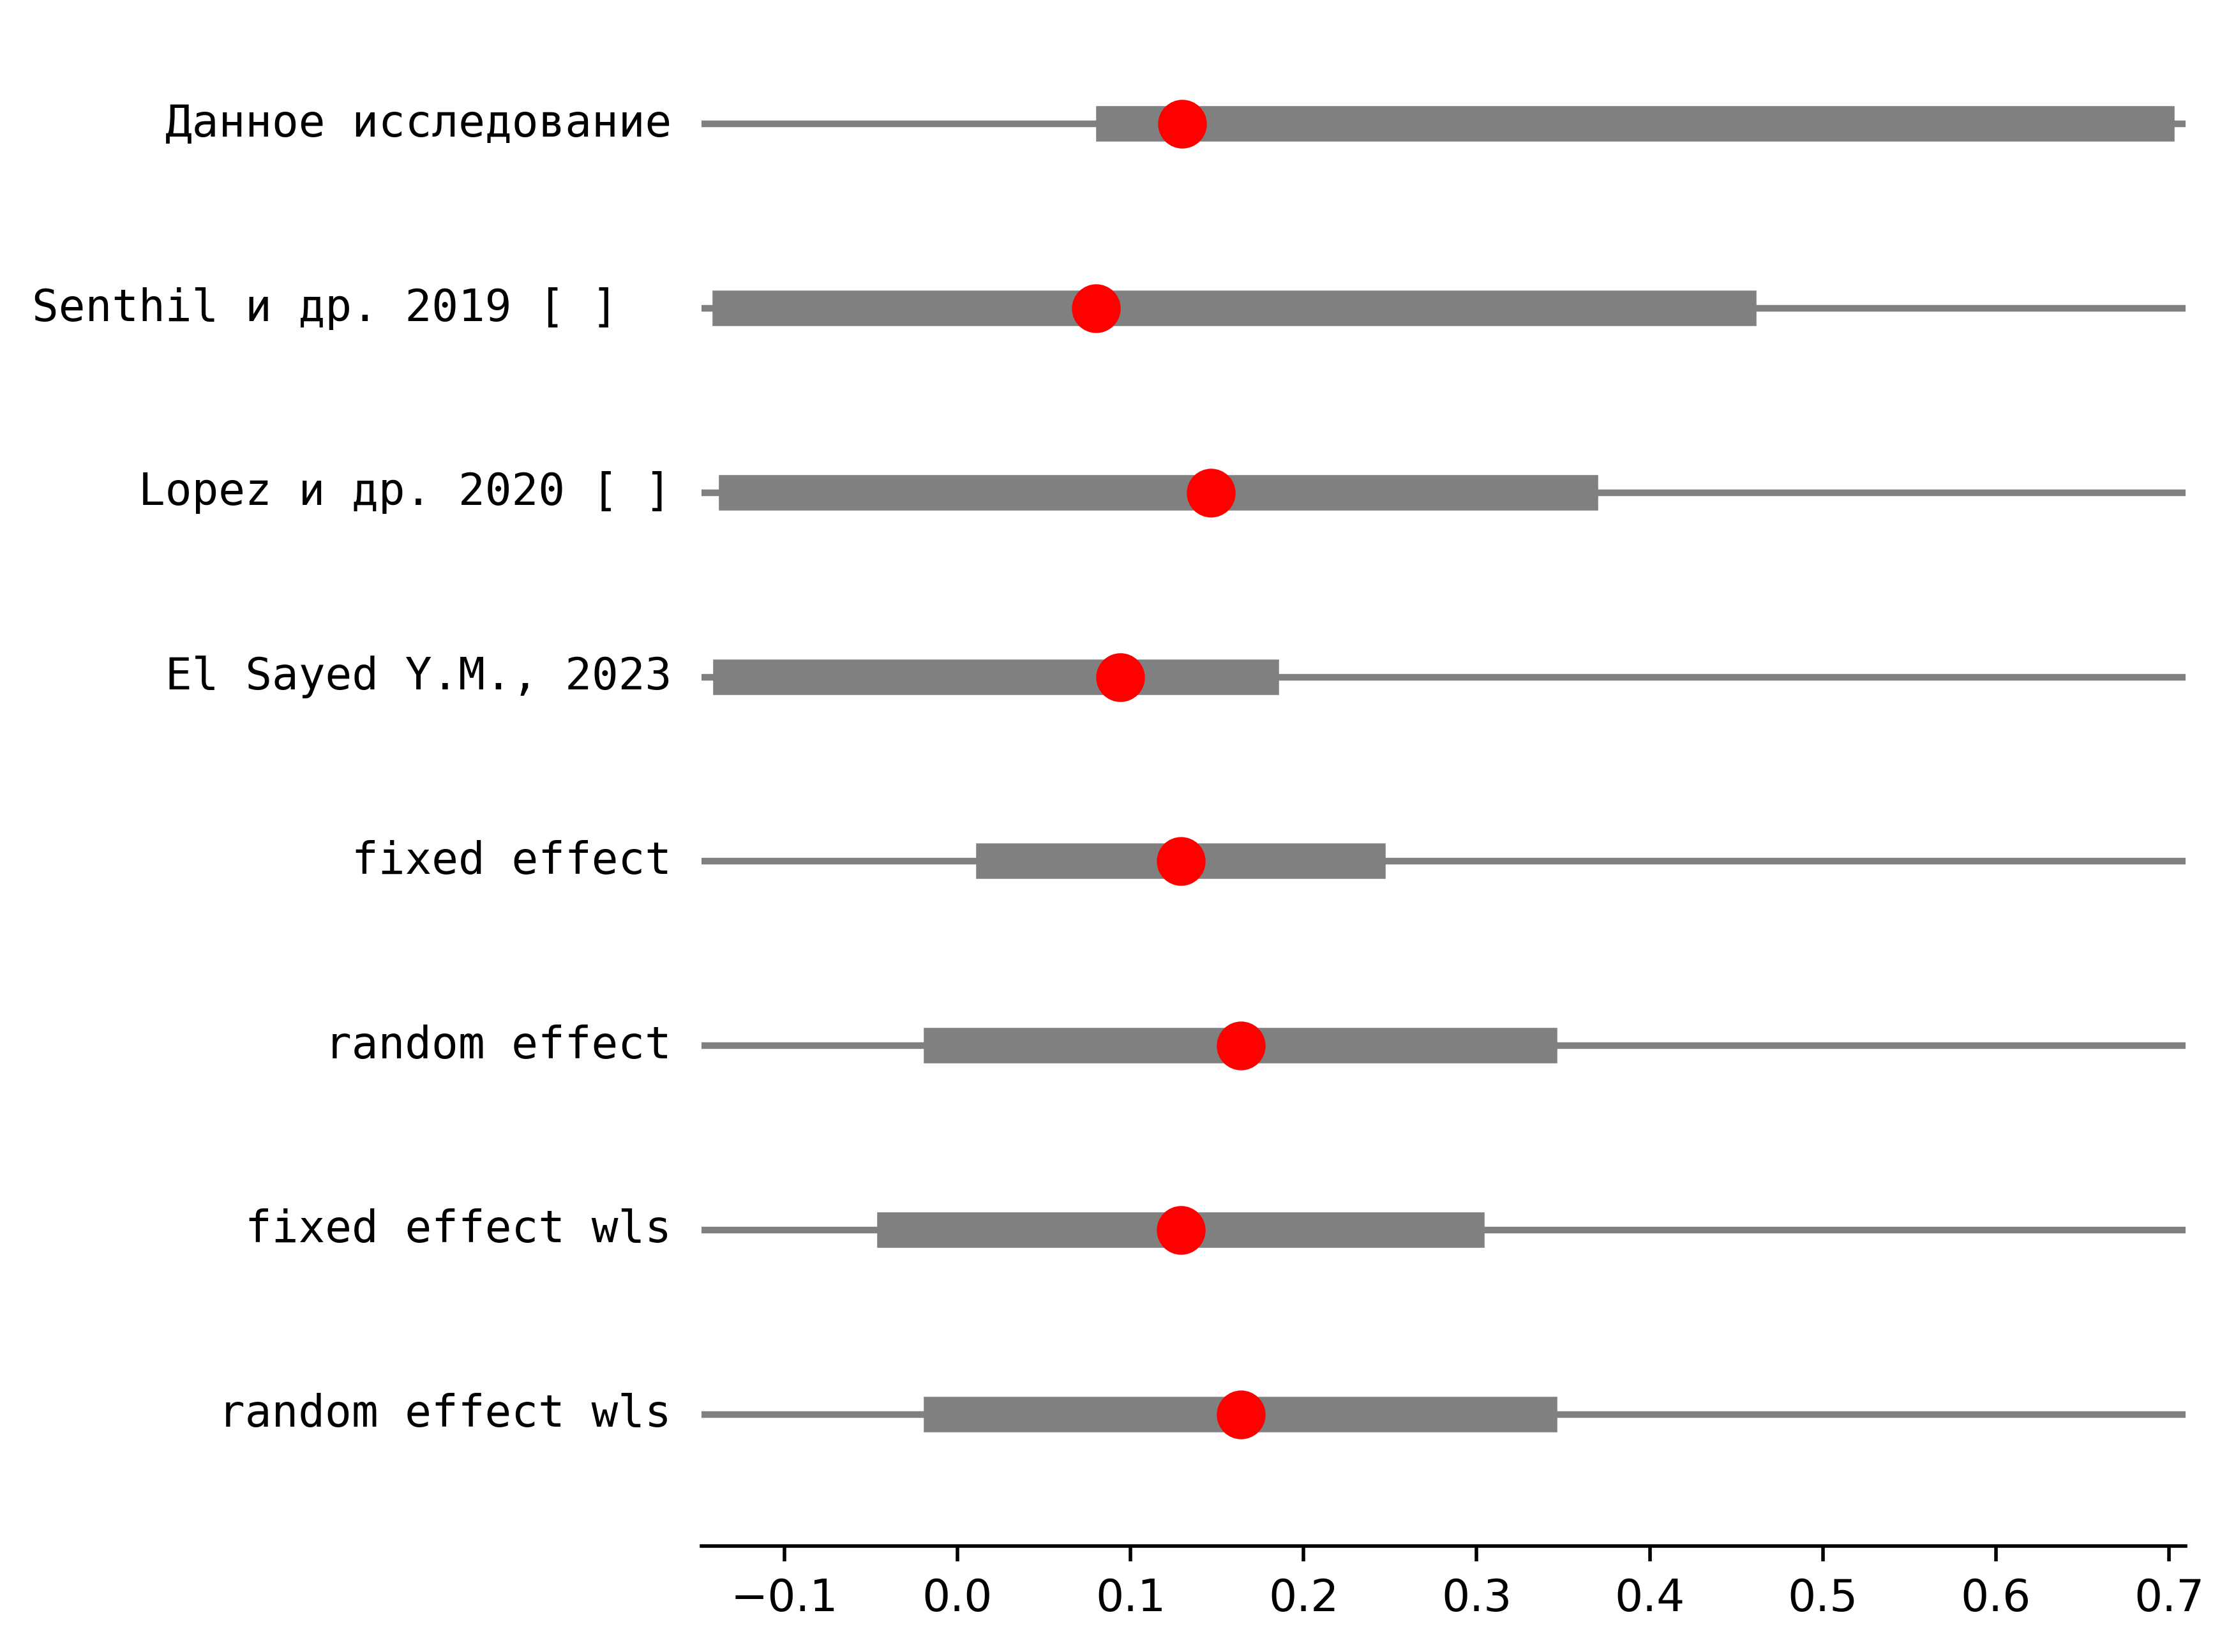 Данное исследование
Senthil и др. 2019 [ ]
Lopez и др. 2020 [ ]
El Sayed Y.M., 2023
fixed effect
random effect
fixed effect wls
random effect wls
−0.1 0.0 0.1 0.2 0.3 0.4 0.5 0.6 0.7